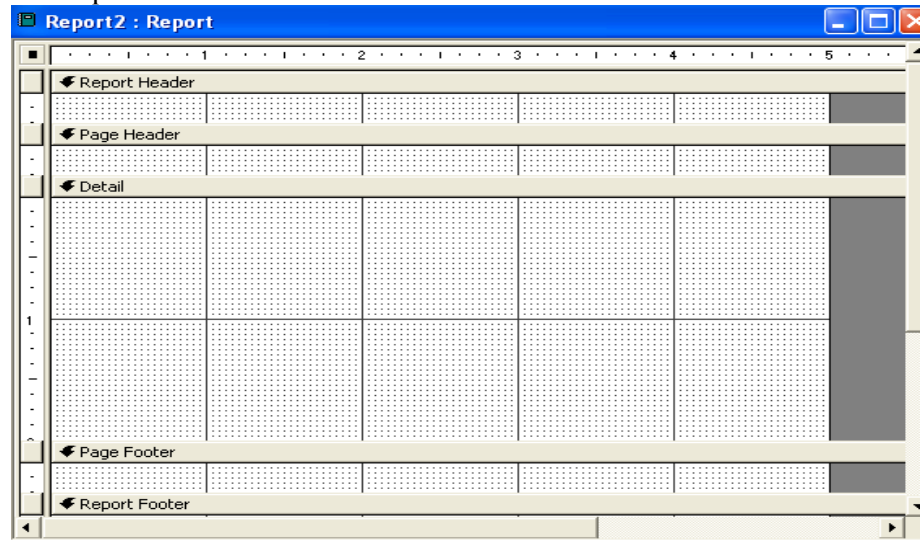 Report2 : Report
1 2 3 4 5
Report Header
Page Header
Detail
1
Page Footer
Report Footer